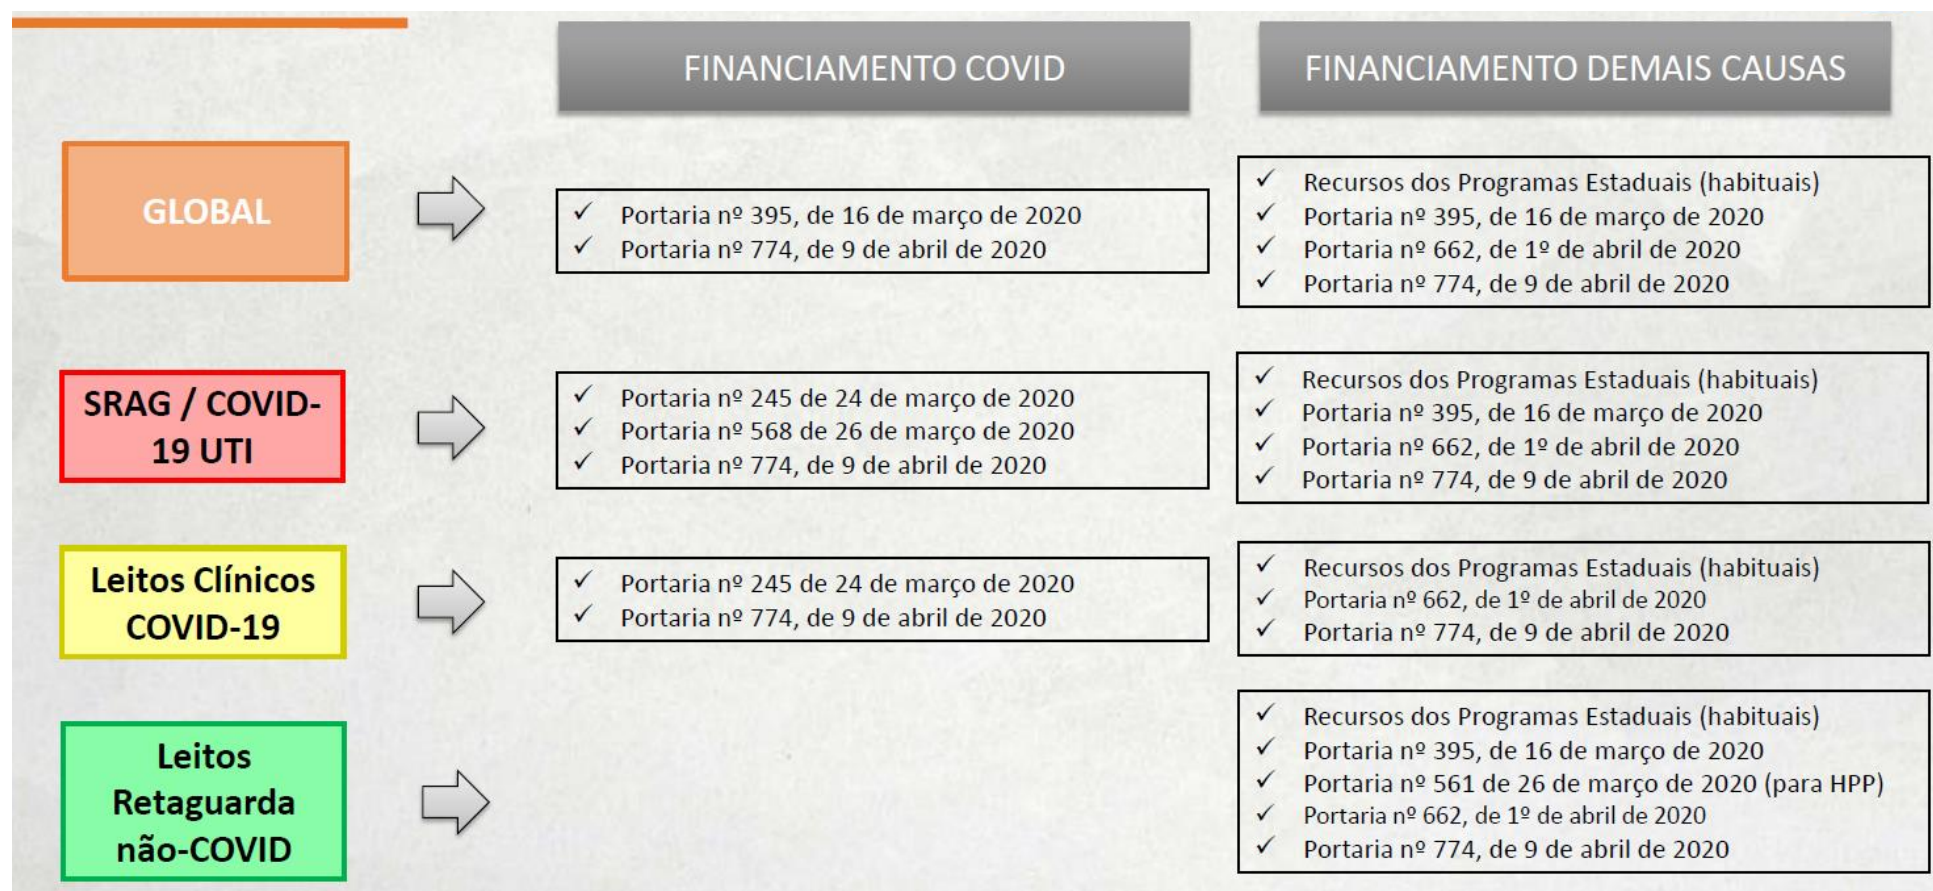 FINANCIAMENTO COVID
FINANCIAMENTO DEMAIS CAUSAS
GLOBAL
✓ Portaria nº 395, de 16 de março de 2020
✓ Portaria nº 774, de 9 de abril de 2020
✓ Recursos dos Programas Estaduais (habituais)
✓ Portaria nº 395, de 16 de março de 2020
✓ Portaria nº 662, de 1º de abril de 2020
✓ Portaria nº 774, de 9 de abril de 2020
SRAG / COVID-
19 UTI
✓ Portaria nº 245 de 24 de março de 2020
✓ Portaria nº 568 de 26 de março de 2020
✓ Portaria nº 774, de 9 de abril de 2020
✓ Recursos dos Programas Estaduais (habituais)
✓ Portaria nº 395, de 16 de março de 2020
✓ Portaria nº 662, de 1º de abril de 2020
✓ Portaria nº 774, de 9 de abril de 2020
Leitos Clínicos
COVID-19
✓ Portaria nº 245 de 24 de março de 2020
✓ Portaria nº 774, de 9 de abril de 2020
✓ Recursos dos Programas Estaduais (habituais)
✓ Portaria nº 662, de 1º de abril de 2020
✓ Portaria nº 774, de 9 de abril de 2020
Leitos
Retaguarda
não-COVID
✓ Recursos dos Programas Estaduais (habituais)
✓ Portaria nº 395, de 16 de março de 2020
✓ Portaria nº 561 de 26 de março de 2020 (para HPP)
✓ Portaria nº 662, de 1º de abril de 2020
✓ Portaria nº 774, de 9 de abril de 2020